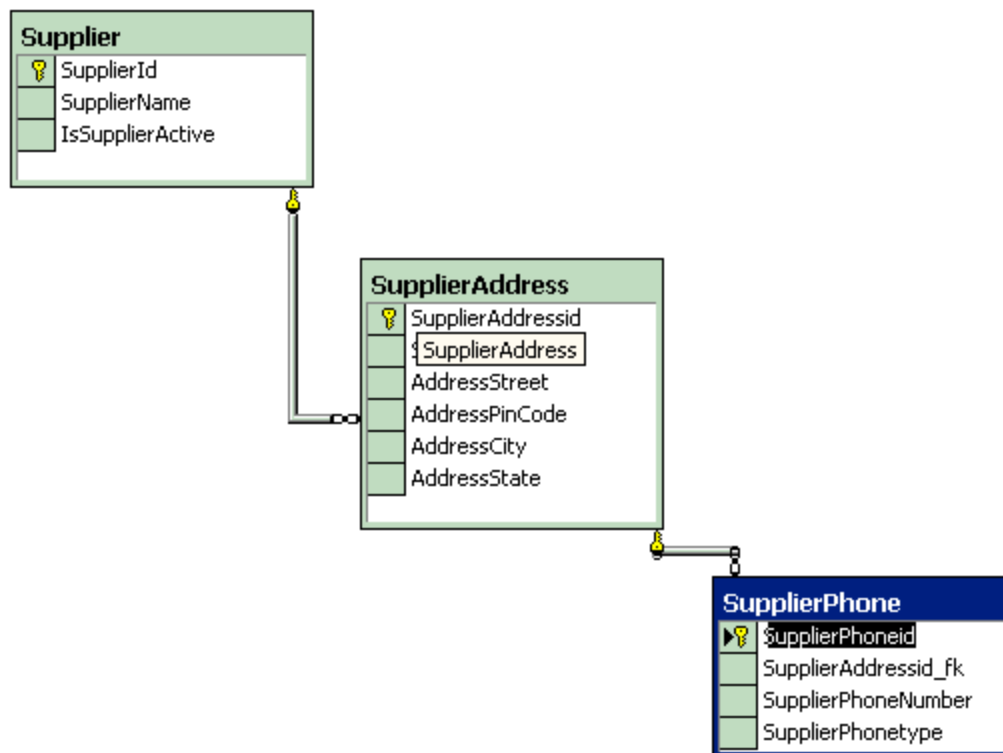 Supplier
SupplierId
SupplierName
IsSupplierActive
SupplierAddress
SupplierAddressid
SupplierAddress
AddressStreet
AddressPinCode
AddressCity
AddressState
SupplierPhone
SupplierPhoneid
SupplierAddressid_fk
SupplierPhoneNumber
SupplierPhonetype